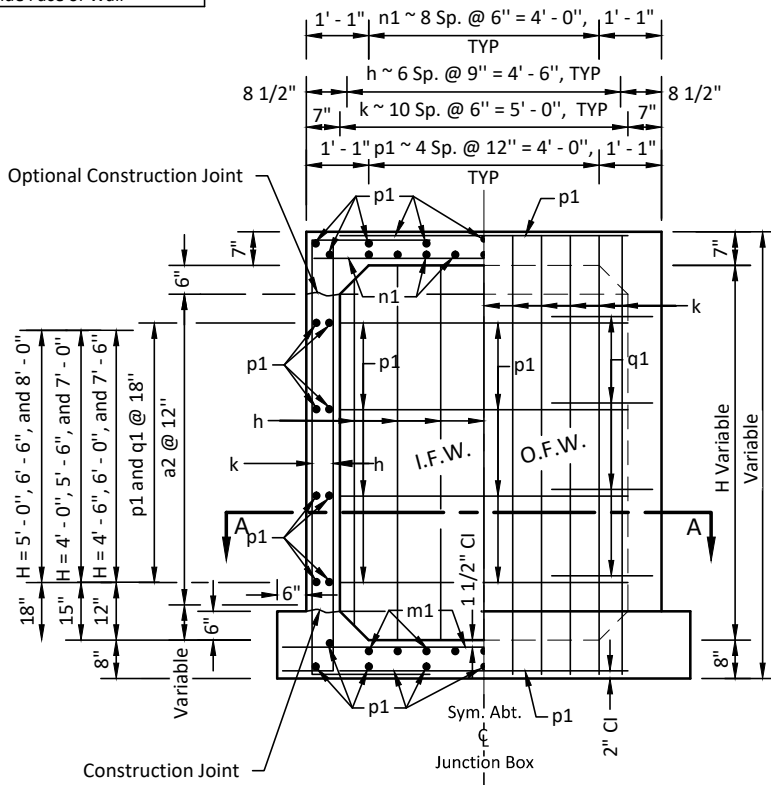 1' - 1" n1 ~ 8 Sp. @ 6" = 4' - 0", 1' - 1"
TYP
h ~ 6 Sp. @ 9" = 4' - 6", TYP
8 1/2" 8 1/2"
k ~ 10 Sp. @ 6" = 5' - 0", TYP
7" 7"
1' - 1" p1 ~ 4 Sp. @ 12" = 4' - 0", 1' - 1"
TYP
Optional Construction Joint
p1
p1
7"
7"
6"
n1
k
p1
p1
p1
q1
h
I.F.W.
O.F.W.
k
h
A
A
p1
H = 5' - 0", 6' - 6", and 8' - 0"
H = 4' - 0", 5' - 6", and 7' - 0"
H = 4' - 6", 6' - 0", and 7' - 6"
p1 and q1 @ 18"
a2 @ 12"
H Variable
Variable
18"
15"
12"
6"
6"
1 1/2" Cl
m1
8"
Variable
8"
p1
Sym. Abt.
p1
2" Cl
℄
Junction Box
Construction Joint